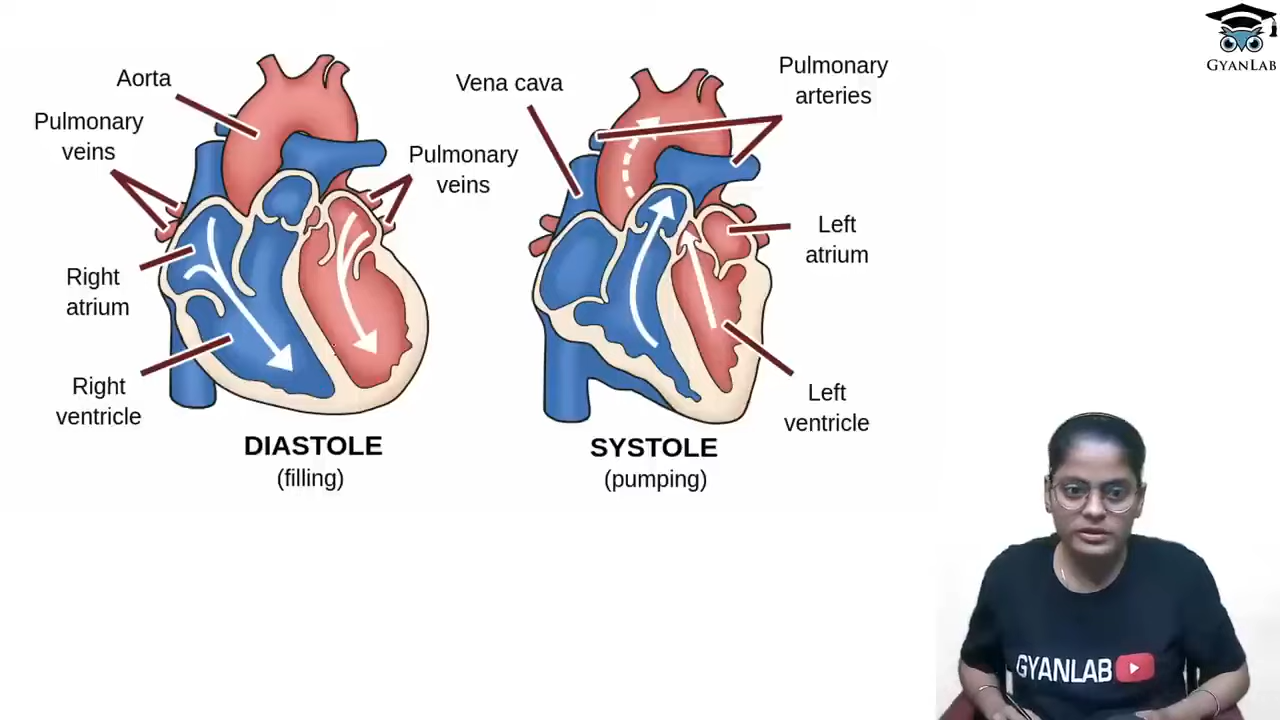 GYANLAB
Aorta
Pulmonary
veins
Pulmonary
veins
Right
atrium
Right
ventricle
DIASTOLE
(filling)
Vena cava
Pulmonary
arteries
Left
atrium
Left
ventricle
SYSTOLE
(pumping)
GYANLAB